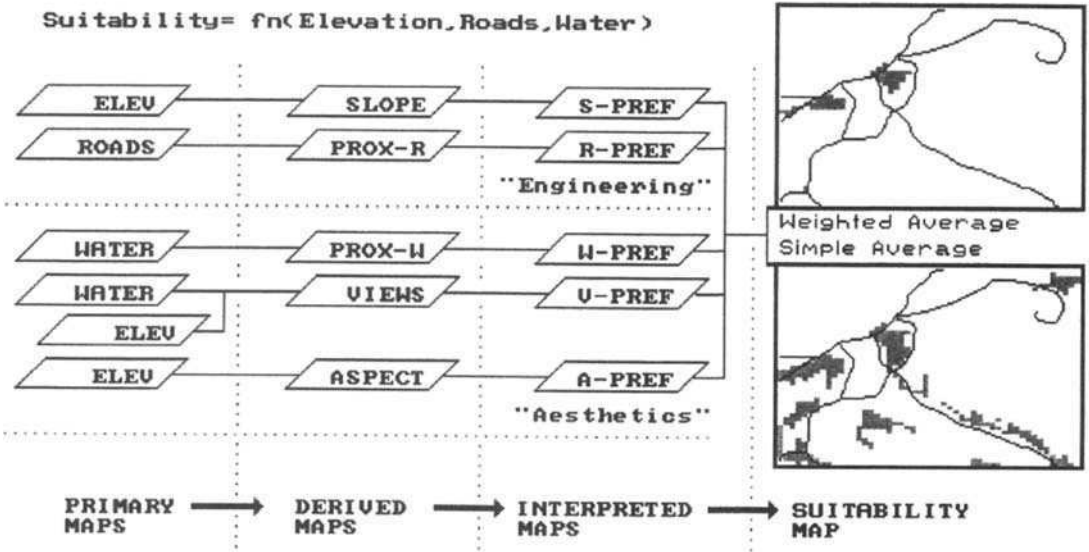 Suitability= fn(Elevation,Roads,Water)
ELEV SLOPE S-PREF
ROADS PROX-R R-PREF
"Engineering"
Weighted Average
Simple Average
WATER PROX-W W-PREF
WATER VIEWS V-PREF
ELEV
ELEV ASPECT A-PREF
"Aesthetics"
PRIMARY MAPS
DERIVED MAPS
INTERPRETED MAPS
SUITABILITY MAP